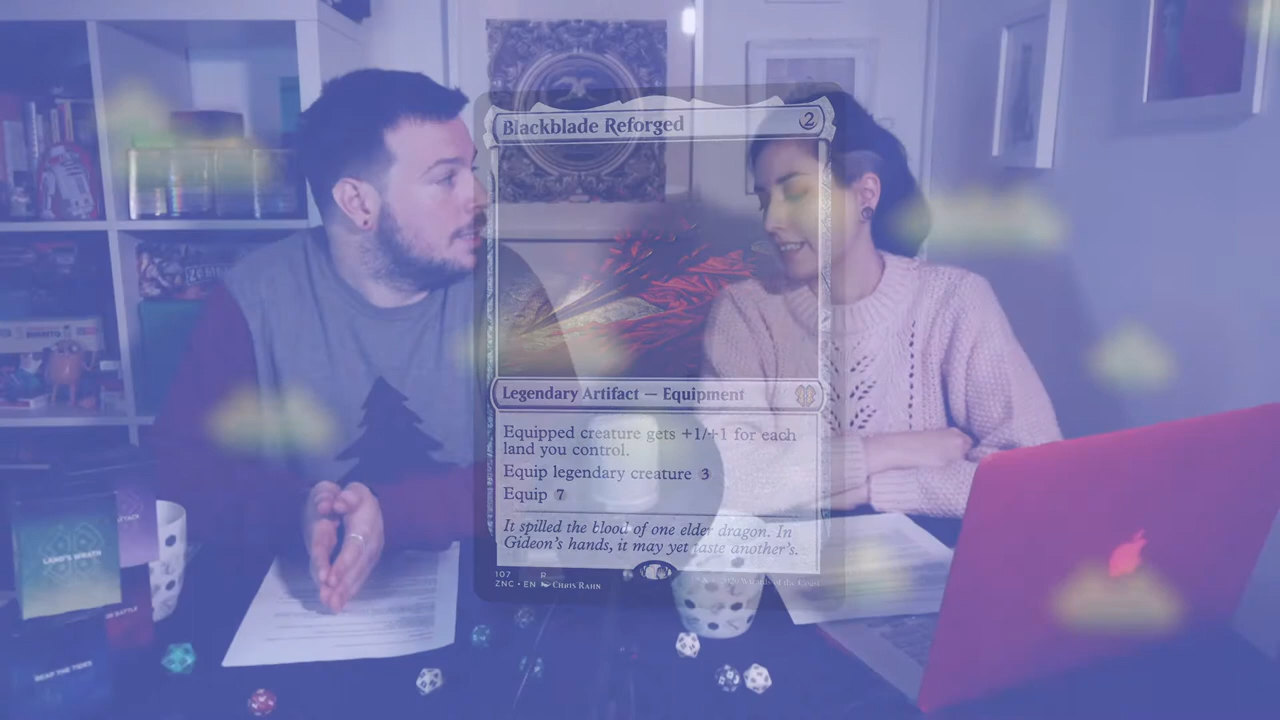 Blackblade Reforged 2
Legendary Artifact — Equipment
Equipped creature gets +1/+1 for each
land you control.
Equip legendary creature 3
Equip 7
It spilled the blood of one elder dragon. In
Gideon's hands, it may yet taste another's.
107 R
ZNC • EN CHRIS RAHN